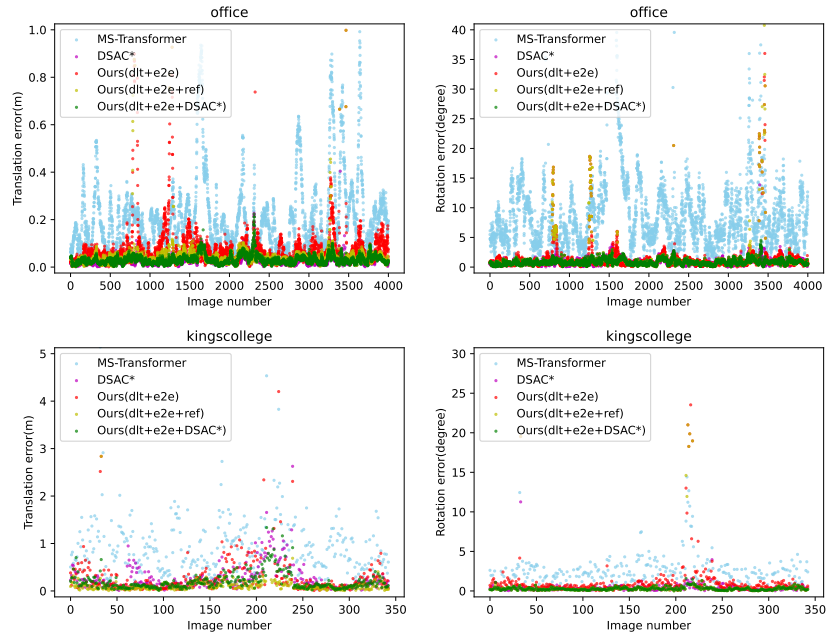 office
Translation error(m)
1.0
0.8
0.6
0.4
0.2
0.0
MS-Transformer
DSAC*
Ours(dlt+e2e)
Ours(dlt+e2e+ref)
Ours(dlt+e2e+DSAC*)
0 500 1000 1500 2000 2500 3000 3500 4000
Image number
office
Rotation error(degree)
40
35
30
25
20
15
10
5
0
MS-Transformer
DSAC*
Ours(dlt+e2e)
Ours(dlt+e2e+ref)
Ours(dlt+e2e+DSAC*)
0 500 1000 1500 2000 2500 3000 3500 4000
Image number
kingscollege
Translation error(m)
5
4
3
2
1
0
MS-Transformer
DSAC*
Ours(dlt+e2e)
Ours(dlt+e2e+ref)
Ours(dlt+e2e+DSAC*)
0 50 100 150 200 250 300 350
Image number
kingscollege
Rotation error(degree)
30
25
20
15
10
5
0
MS-Transformer
DSAC*
Ours(dlt+e2e)
Ours(dlt+e2e+ref)
Ours(dlt+e2e+DSAC*)
0 50 100 150 200 250 300 350
Image number